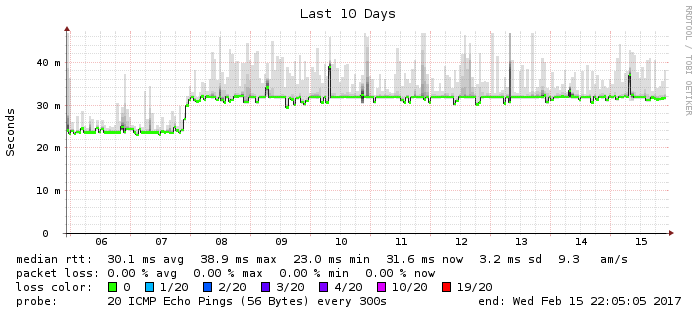 Last 10 Days
RRDTOOL / TOBI OETIKER
Seconds
40 m
30 m
20 m
10 m
0
06 07 08 09 10 11 12 13 14 15
median rtt: 30.1 ms avg 38.9 ms max 23.0 ms min 31.6 ms now 3.2 ms sd 9.3 am/s
packet loss: 0.00 % avg 0.00 % max 0.00 % min 0.00 % now
loss color: 0 1/20 2/20 3/20 4/20 10/20 19/20
probe: 20 ICMP Echo Pings (56 Bytes) every 300s end: Wed Feb 15 22:05:05 2017